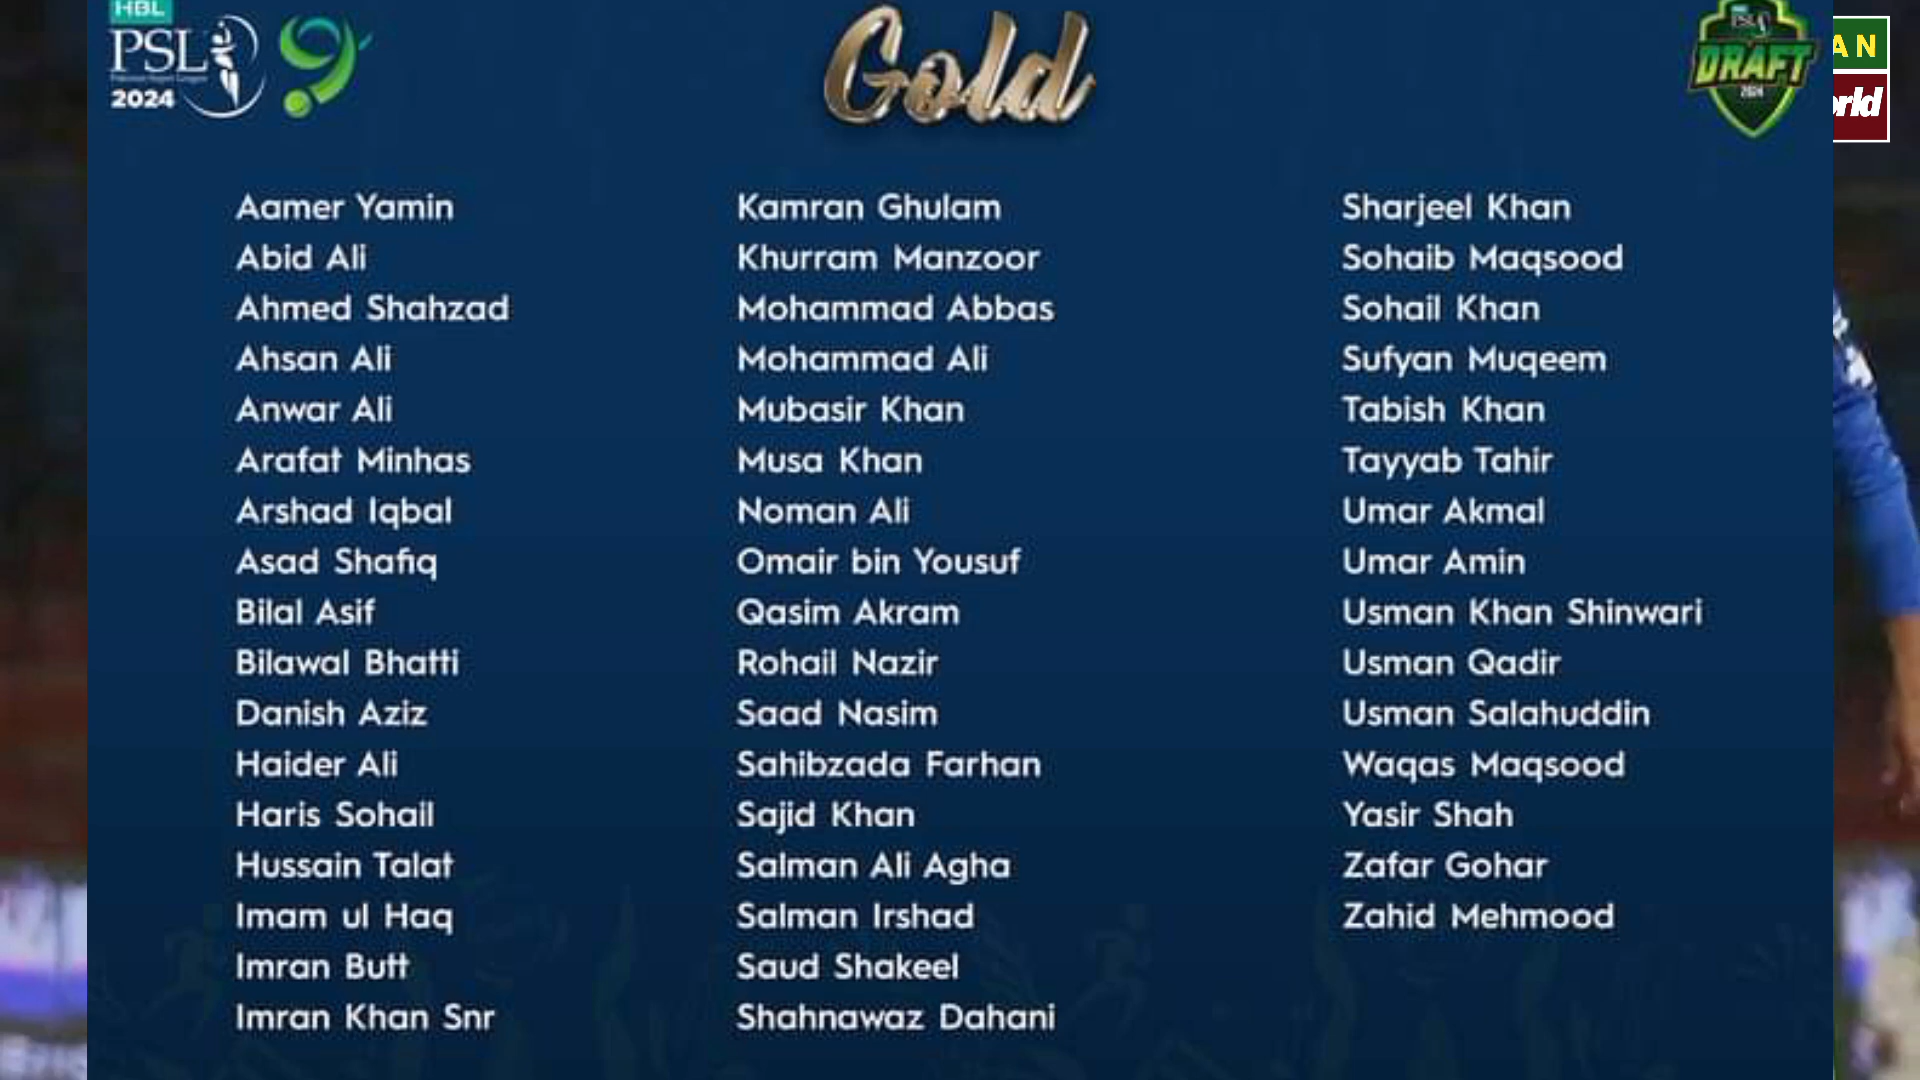 HBL
PSL
2024
9
Gold
PSL
DRAFT
2024
AN
rld
Aamer Yamin
Abid Ali
Ahmed Shahzad
Ahsan Ali
Anwar Ali
Arafat Minhas
Arshad Iqbal
Asad Shafiq
Bilal Asif
Bilawal Bhatti
Danish Aziz
Haider Ali
Haris Sohail
Hussain Talat
Imam ul Haq
Imran Butt
Imran Khan Snr
Kamran Ghulam
Khurram Manzoor
Mohammad Abbas
Mohammad Ali
Mubasir Khan
Musa Khan
Noman Ali
Omair bin Yousuf
Qasim Akram
Rohail Nazir
Saad Nasim
Sahibzada Farhan
Sajid Khan
Salman Ali Agha
Salman Irshad
Saud Shakeel
Shahnawaz Dahani
Sharjeel Khan
Sohaib Maqsood
Sohail Khan
Sufyan Muqeem
Tabish Khan
Tayyab Tahir
Umar Akmal
Umar Amin
Usman Khan Shinwari
Usman Qadir
Usman Salahuddin
Waqas Maqsood
Yasir Shah
Zafar Gohar
Zahid Mehmood